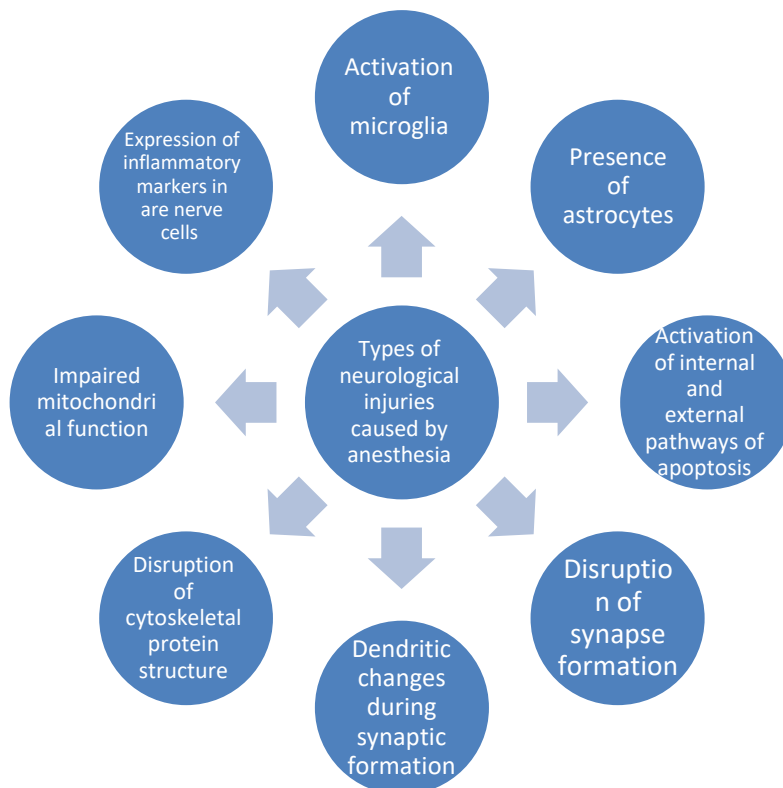 Activation
of
microglia
Presence
of
astrocytes
Activation
of internal
and
external
pathways of
apoptosis
Disruptio
n of
synapse
formation
Dendritic
changes
during
synaptic
formation
Disruption
of
cytoskeletal
protein
structure
Impaired
mitochondri
al function
Expression of
inflammatory
markers in
are nerve
cells
Types of
neurological
injuries
caused by
anesthesia